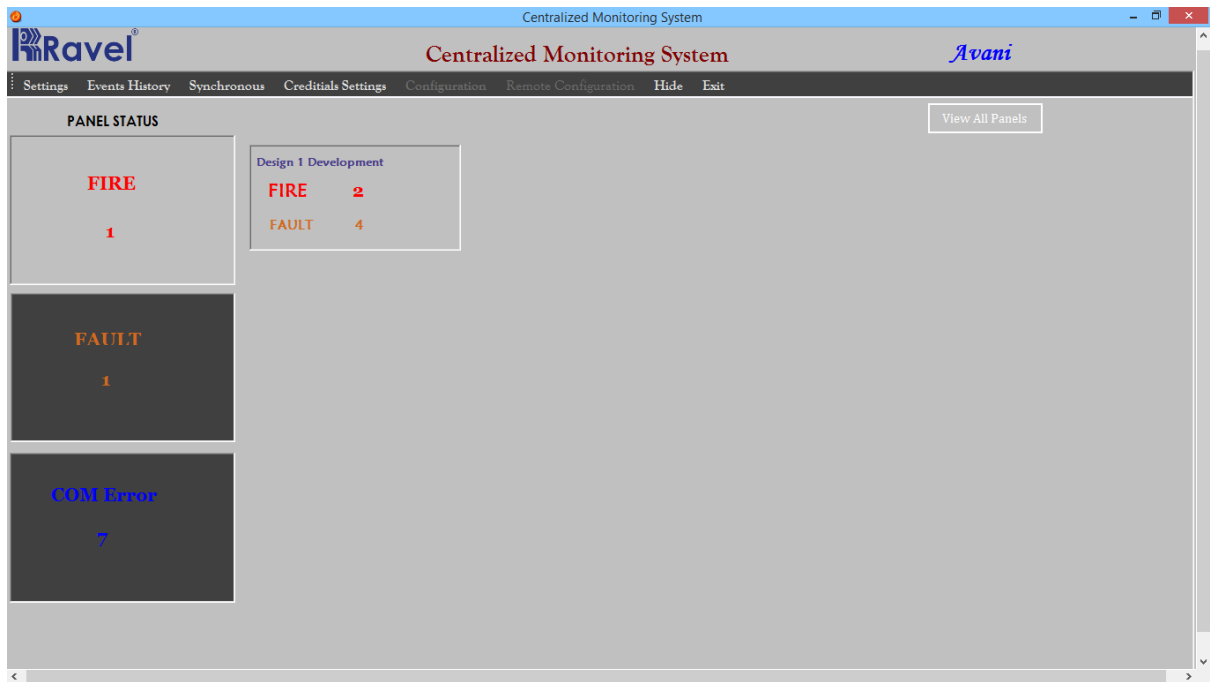 Centralized Monitoring System
Ravel®
Centralized Monitoring System
Avani
Settings Events History Synchronous Creditials Settings Configuration Remote Configuration Hide Exit
PANEL STATUS
View All Panels
FIRE
1
Design 1 Development
FIRE 2
FAULT 4
FAULT
1
COM Error
7